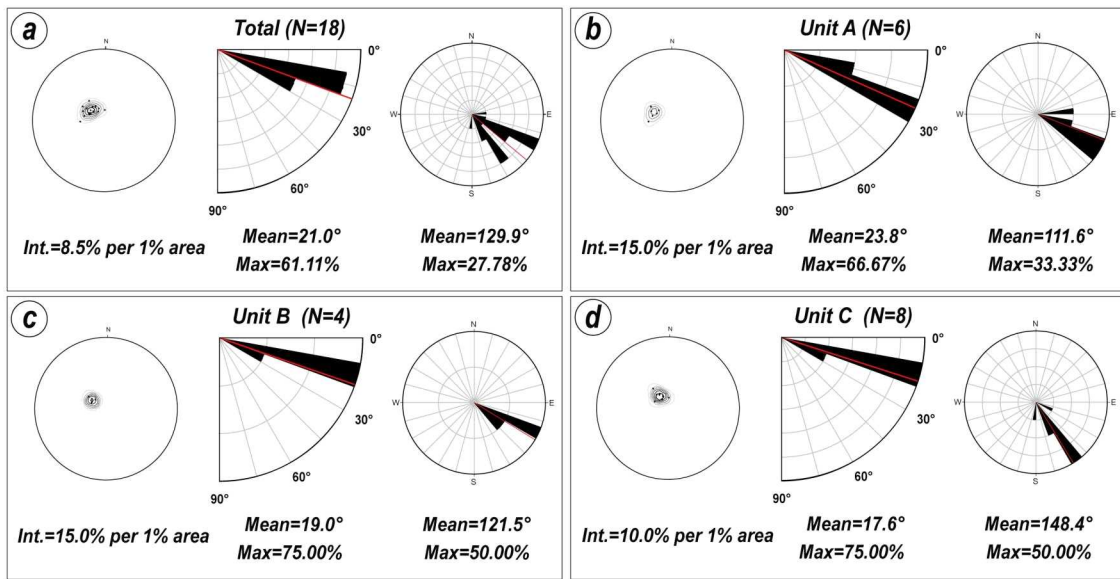 a
Total (N=18)
N
0°
30°
60°
90°
N
W
E
S
Int.=8.5% per 1% area
Mean=21.0°
Max=61.11%
Mean=129.9°
Max=27.78%
b
Unit A (N=6)
N
0°
30°
60°
90°
N
W
E
S
Int.=15.0% per 1% area
Mean=23.8°
Max=66.67%
Mean=111.6°
Max=33.33%
c
Unit B (N=4)
N
0°
30°
60°
90°
N
W
E
S
Int.=15.0% per 1% area
Mean=19.0°
Max=75.00%
Mean=121.5°
Max=50.00%
d
Unit C (N=8)
N
0°
30°
60°
90°
N
W
E
S
Int.=10.0% per 1% area
Mean=17.6°
Max=75.00%
Mean=148.4°
Max=50.00%